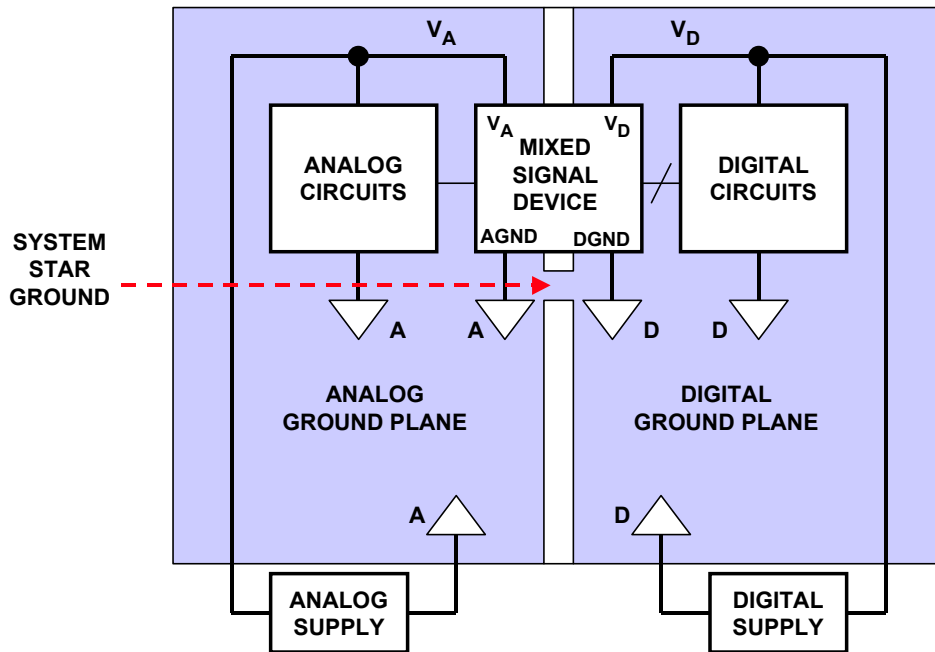 VA
VD
ANALOG
CIRCUITS
VA
VD
MIXED
SIGNAL
DEVICE
AGND
DGND
DIGITAL
CIRCUITS
SYSTEM
STAR
GROUND
A
A
D
D
ANALOG
GROUND PLANE
DIGITAL
GROUND PLANE
A
D
ANALOG
SUPPLY
DIGITAL
SUPPLY